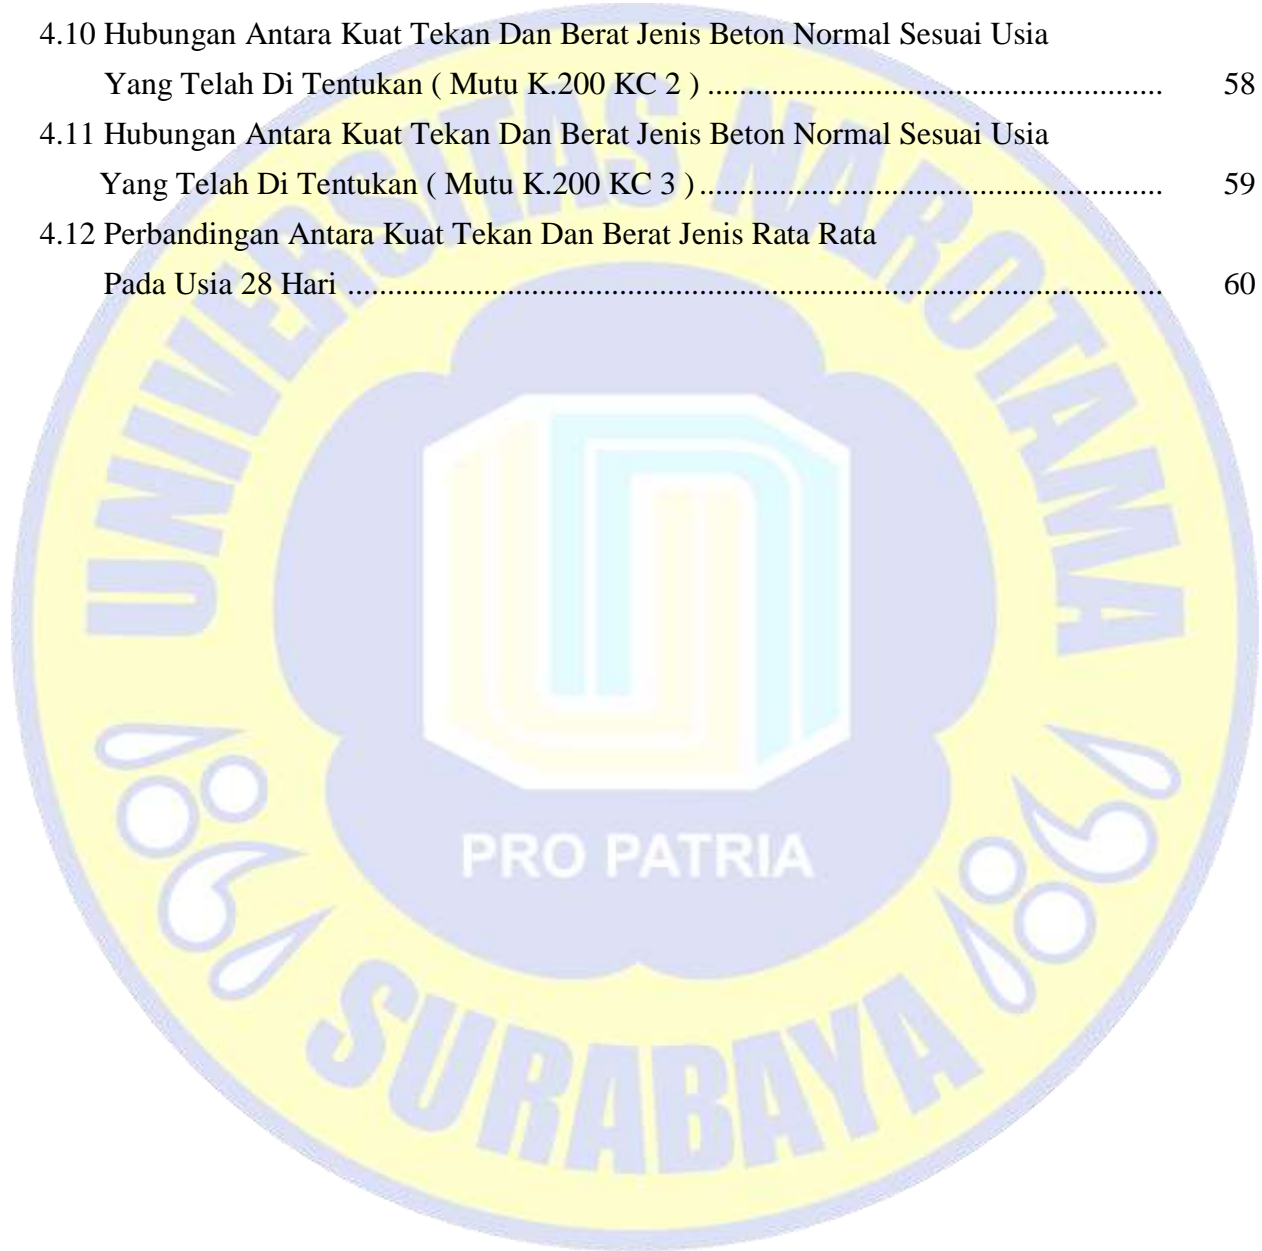 4.10 Hubungan Antara Kuat Tekan Dan Berat Jenis Beton Normal Sesuai Usia
Yang Telah Di Tentukan ( Mutu K.200 KC 2 ) .................................................. 58
4.11 Hubungan Antara Kuat Tekan Dan Berat Jenis Beton Normal Sesuai Usia
Yang Telah Di Tentukan ( Mutu K.200 KC 3 ) .................................................. 59
4.12 Perbandingan Antara Kuat Tekan Dan Berat Jenis Rata Rata
Pada Usia 28 Hari .......................................................................................... 60
UNIVERSITAS NAROTAMA
PRO PATRIA
SURABAYA